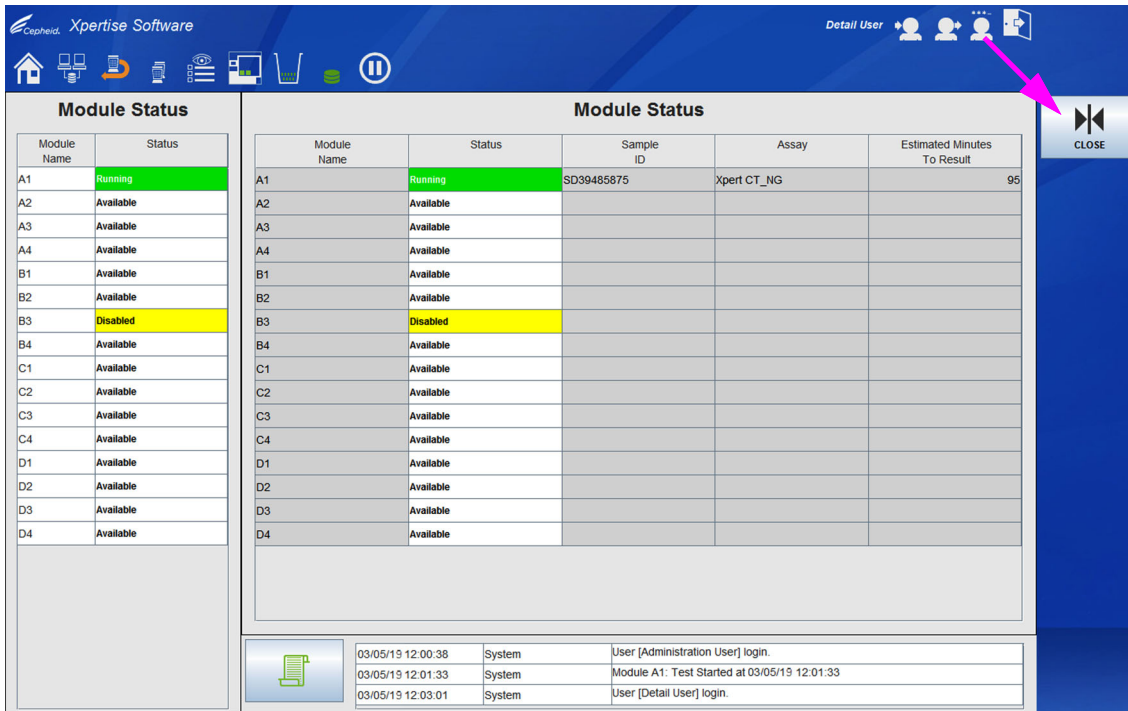 Cepheid. Xpertise Software
Detail User
Module Status
Module Name Status
A1 Running
A2 Available
A3 Available
A4 Available
B1 Available
B2 Available
B3 Disabled
B4 Available
C1 Available
C2 Available
C3 Available
C4 Available
D1 Available
D2 Available
D3 Available
D4 Available
Module Status
Module Name Status Sample ID Assay Estimated Minutes To Result
A1 Running SD39485875 Xpert CT_NG 95
A2 Available
A3 Available
A4 Available
B1 Available
B2 Available
B3 Disabled
B4 Available
C1 Available
C2 Available
C3 Available
C4 Available
D1 Available
D2 Available
D3 Available
D4 Available
CLOSE
03/05/19 12:00:38 System User [Administration User] login.
03/05/19 12:01:33 System Module A1: Test Started at 03/05/19 12:01:33
03/05/19 12:03:01 System User [Detail User] login.